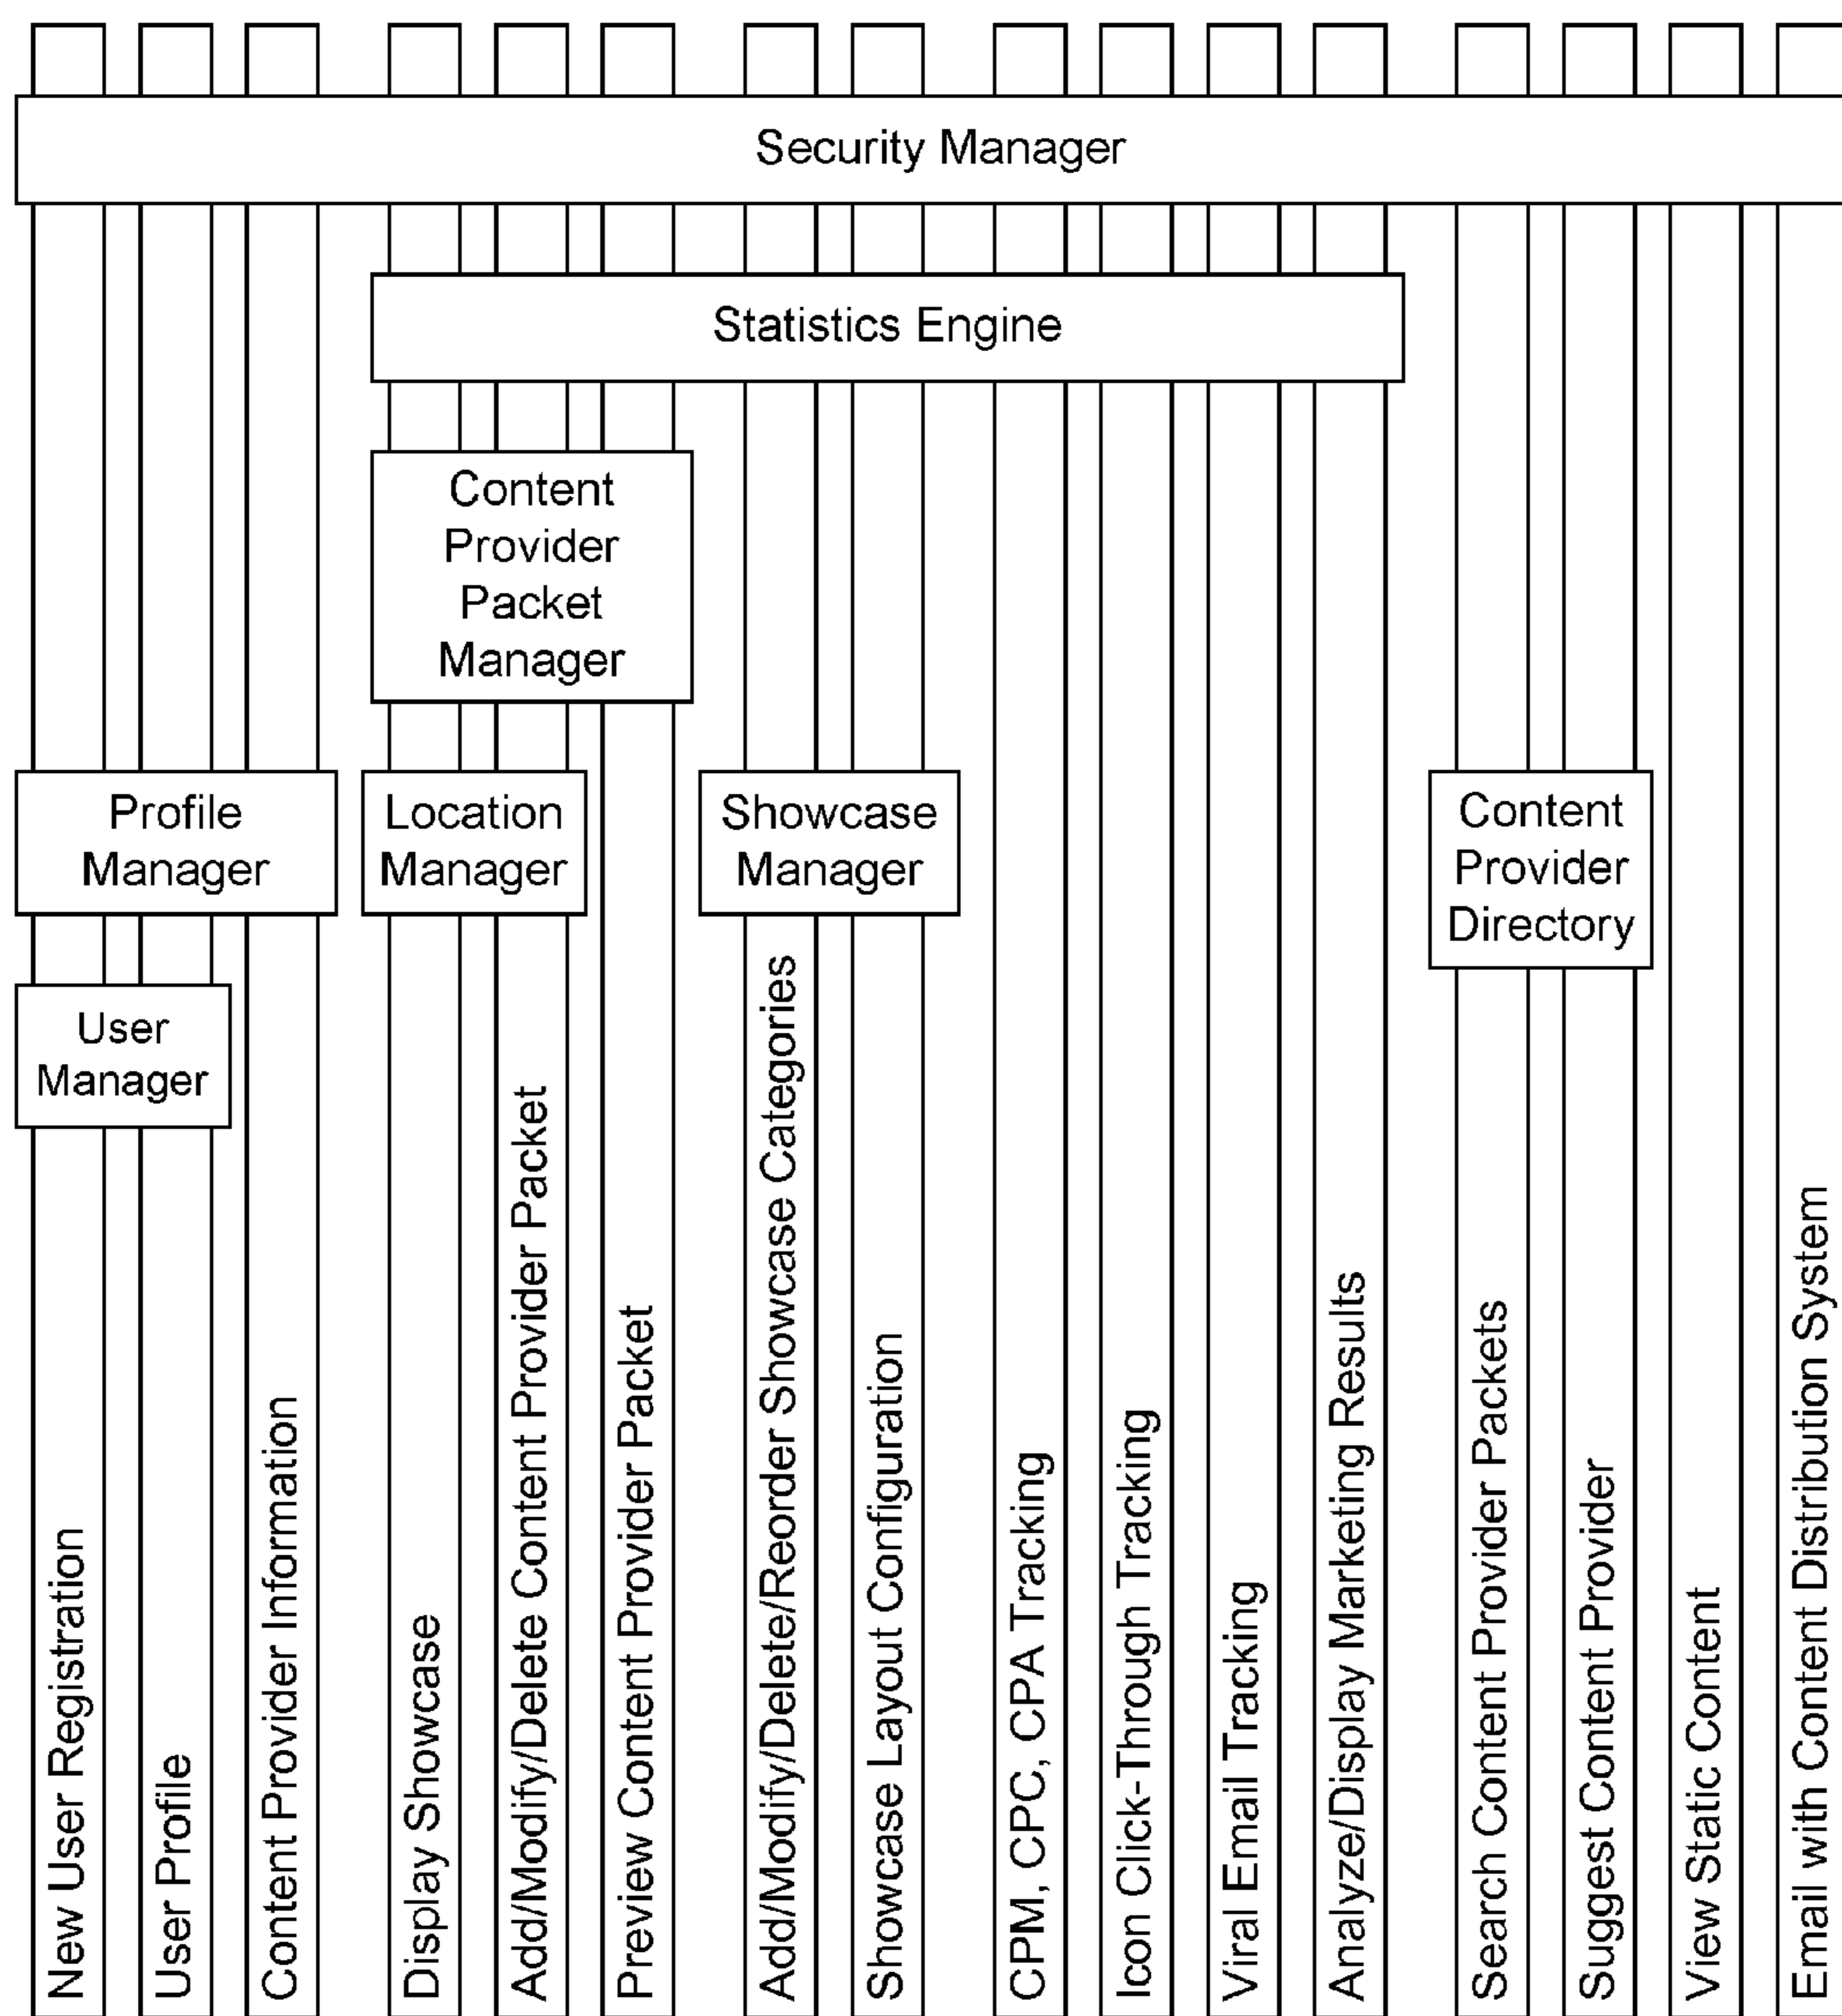 Security Manager
Statistics Engine
Content
Provider
Packet
Manager
Profile
Manager
Location
Manager
Showcase
Manager
Content
Provider
Directory
User
Manager
New User Registration
User Profile
Content Provider Information
Display Showcase
Add/Modify/Delete Content Provider Packet
Preview Content Provider Packet
Add/Modify/Delete/Reorder Showcase Categories
Showcase Layout Configuration
CPM, CPC, CPA Tracking
Icon Click-Through Tracking
Viral Email Tracking
Analyze/Display Marketing Results
Search Content Provider Packets
Suggest Content Provider
View Static Content
Email with Content Distribution System